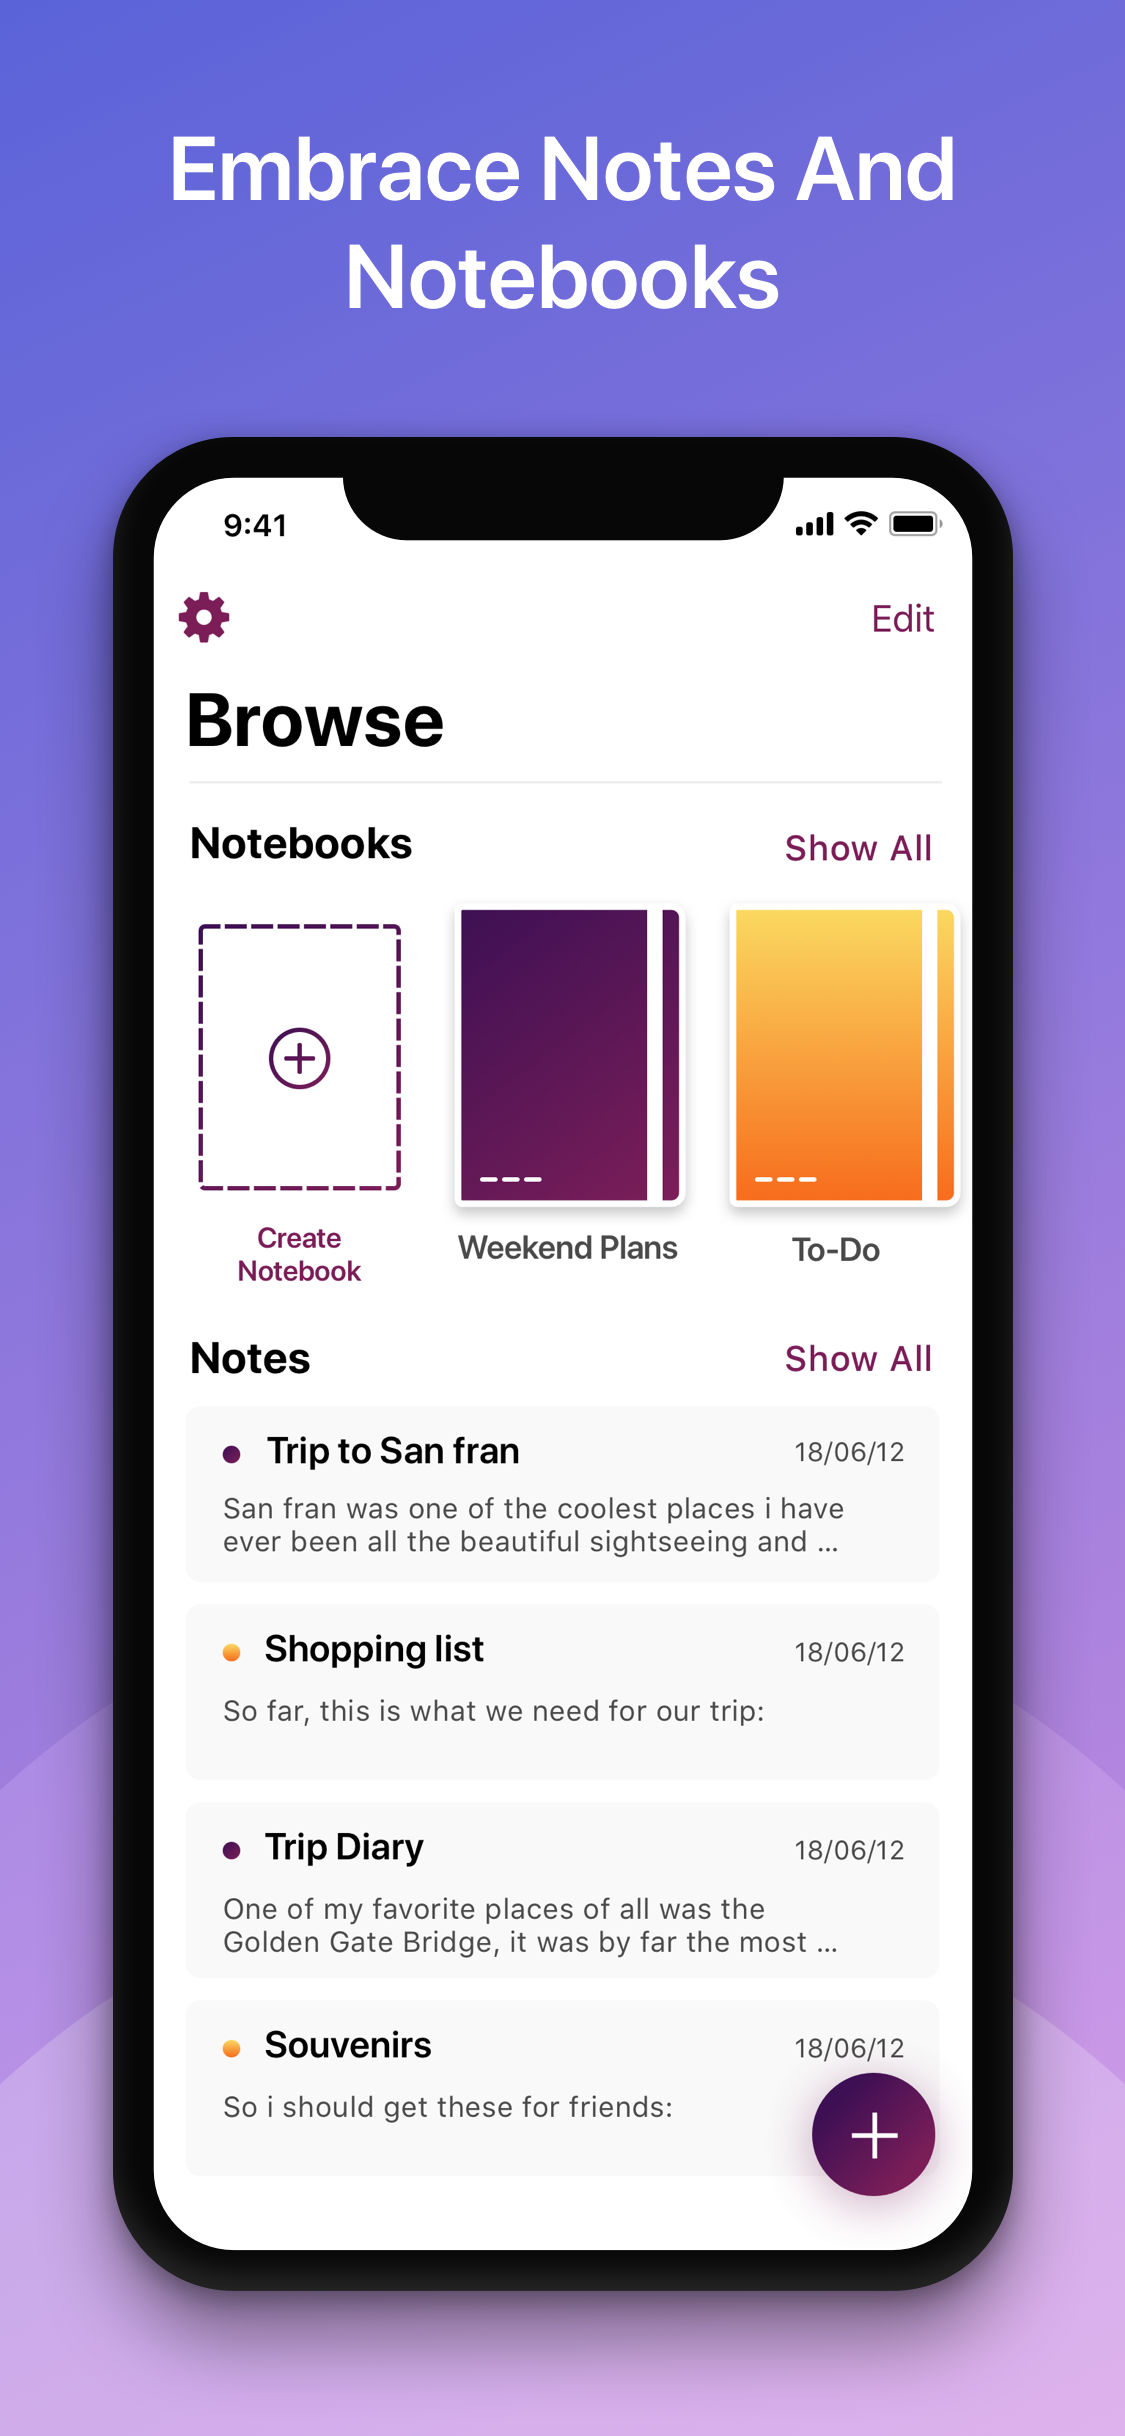 Embrace Notes And
Notebooks
9:41
Edit
Browse
Notebooks
Show All
Create
Notebook
Weekend Plans
To-Do
Notes
Show All
Trip to San fran
18/06/12
San fran was one of the coolest places i have
ever been all the beautiful sightseeing and ...
Shopping list
18/06/12
So far, this is what we need for our trip:
Trip Diary
18/06/12
One of my favorite places of all was the
Golden Gate Bridge, it was by far the most ...
Souvenirs
18/06/12
So i should get these for friends: